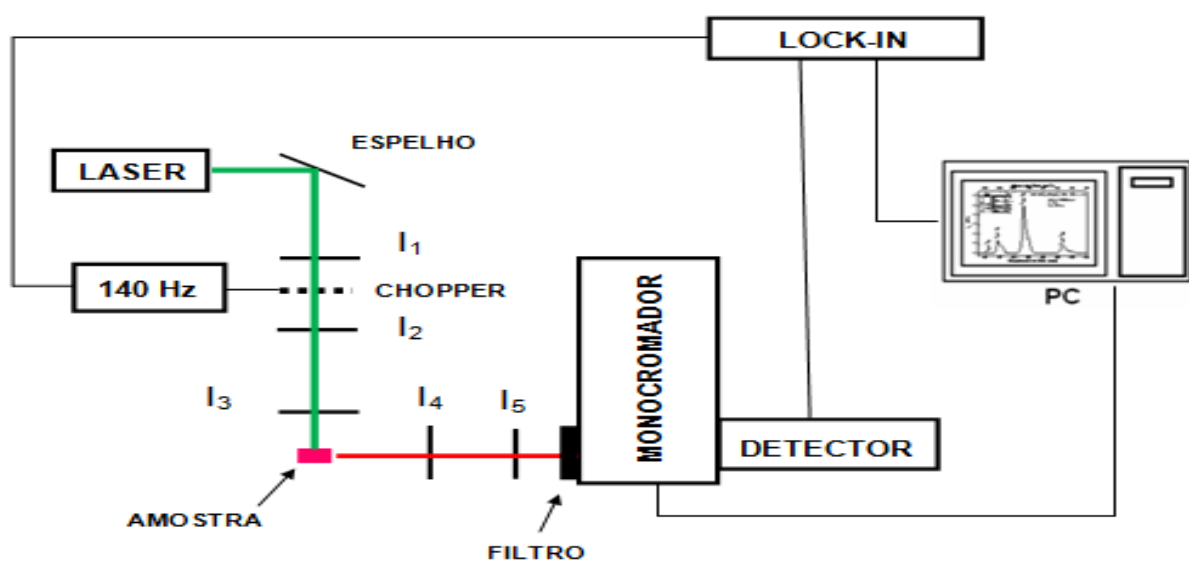 LOCK-IN
ESPELHO
LASER
I₁
140 Hz
CHOPPER
I₂
PC
I₃
I₄
I₅
MONOCROMADOR
DETECTOR
AMOSTRA
FILTRO